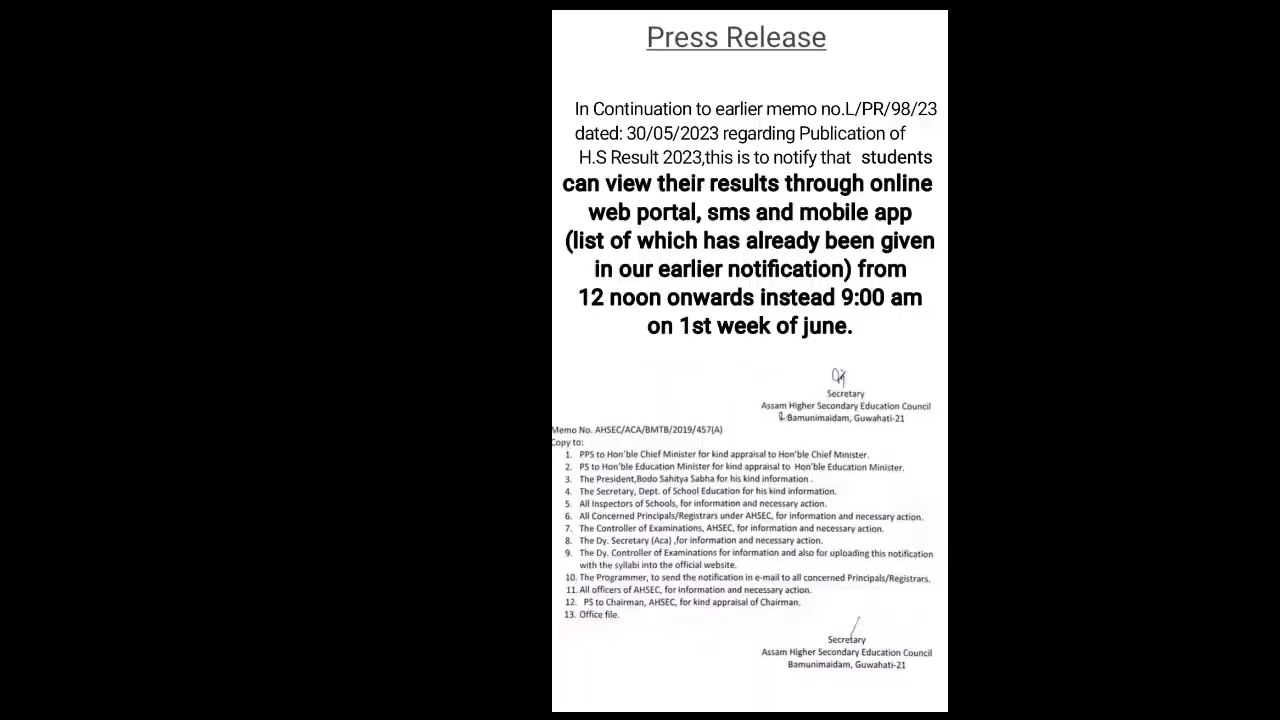 Press Release
In Continuation to earlier memo no.L/PR/98/23
dated: 30/05/2023 regarding Publication of
H.S Result 2023,this is to notify that students
can view their results through online
web portal, sms and mobile app
(list of which has already been given
in our earlier notification) from
12 noon onwards instead 9:00 am
on 1st week of june.
Secretary
Assam Higher Secondary Education Council
Bamunimaidam, Guwahati-21
Memo No. AHSEC/ACA/BMTB/2019/457(A)
Copy to:
1. PPS to Hon'ble Chief Minister for kind appraisal to Hon'ble Chief Minister.
2. PS to Hon'ble Education Minister for kind appraisal to Hon'ble Education Minister.
3. The President,Bodo Sahitya Sabha for his kind information .
4. The Secretary, Dept. of School Education for his kind information.
5. All Inspectors of Schools, for information and necessary action.
6. All Concerned Principals/Registrars under AHSEC, for information and necessary action.
7. The Controller of Examinations, AHSEC, for information and necessary action.
8. The Dy. Secretary (Aca) ,for information and necessary action.
9. The Dy. Controller of Examinations for information and also for uploading this notification
with the syllabi into the official website.
10. The Programmer, to send the notification in e-mail to all concerned Principals/Registrars.
11. All officers of AHSEC, for information and necessary action.
12. PS to Chairman, AHSEC, for kind appraisal of Chairman.
13. Office file.
Secretary
Assam Higher Secondary Education Council
Bamunimaidam, Guwahati-21